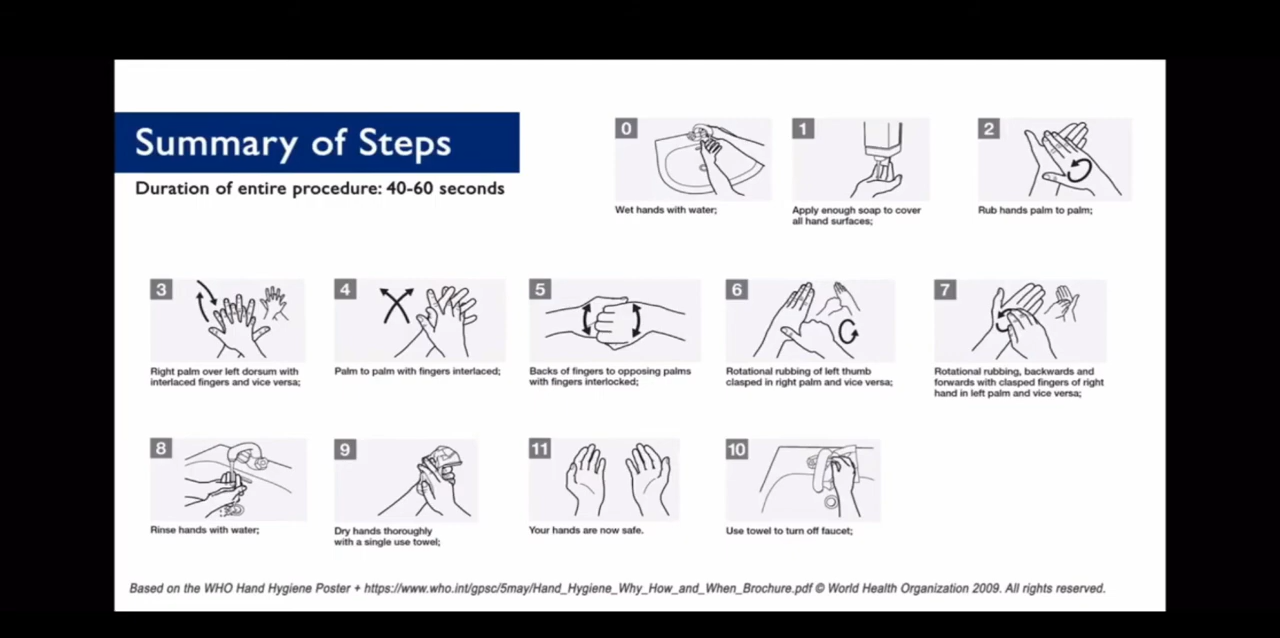 Summary of Steps
Duration of entire procedure: 40-60 seconds
0
Wet hands with water;
1
Apply enough soap to cover
all hand surfaces;
2
Rub hands palm to palm;
3
Right palm over left dorsum with
interlaced fingers and vice versa;
4
Palm to palm with fingers interlaced;
5
Backs of fingers to opposing palms
with fingers interlocked;
6
Rotational rubbing of left thumb
clasped in right palm and vice versa;
7
Rotational rubbing, backwards and
forwards with clasped fingers of right
hand in left palm and vice versa;
8
Rinse hands with water;
9
Dry hands thoroughly
with a single use towel;
11
Your hands are now safe.
10
Use towel to turn off faucet;
Based on the WHO Hand Hygiene Poster + https://www.who.int/gpsc/5may/Hand_Hygiene_Why_How_and_When_Brochure.pdf © World Health Organization 2009. All rights reserved.